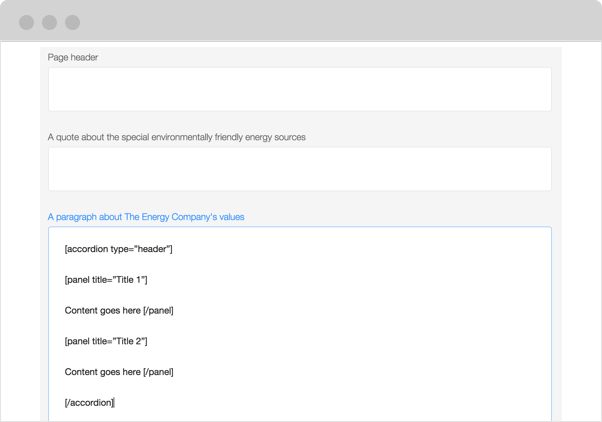 Page header
A quote about the special environmentally friendly energy sources
A paragraph about The Energy Company's values
[accordion type="header"]
[panel title="Title 1"]
Content goes here [/panel]
[panel title="Title 2"]
Content goes here [/panel]
[/accordion]